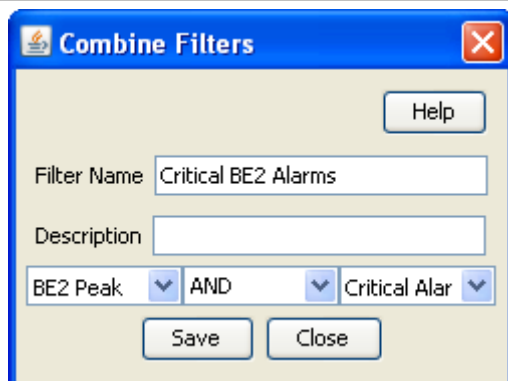 Combine Filters
Help
Filter Name Critical BE2 Alarms
Description
BE2 Peak AND Critical Alar
Save Close